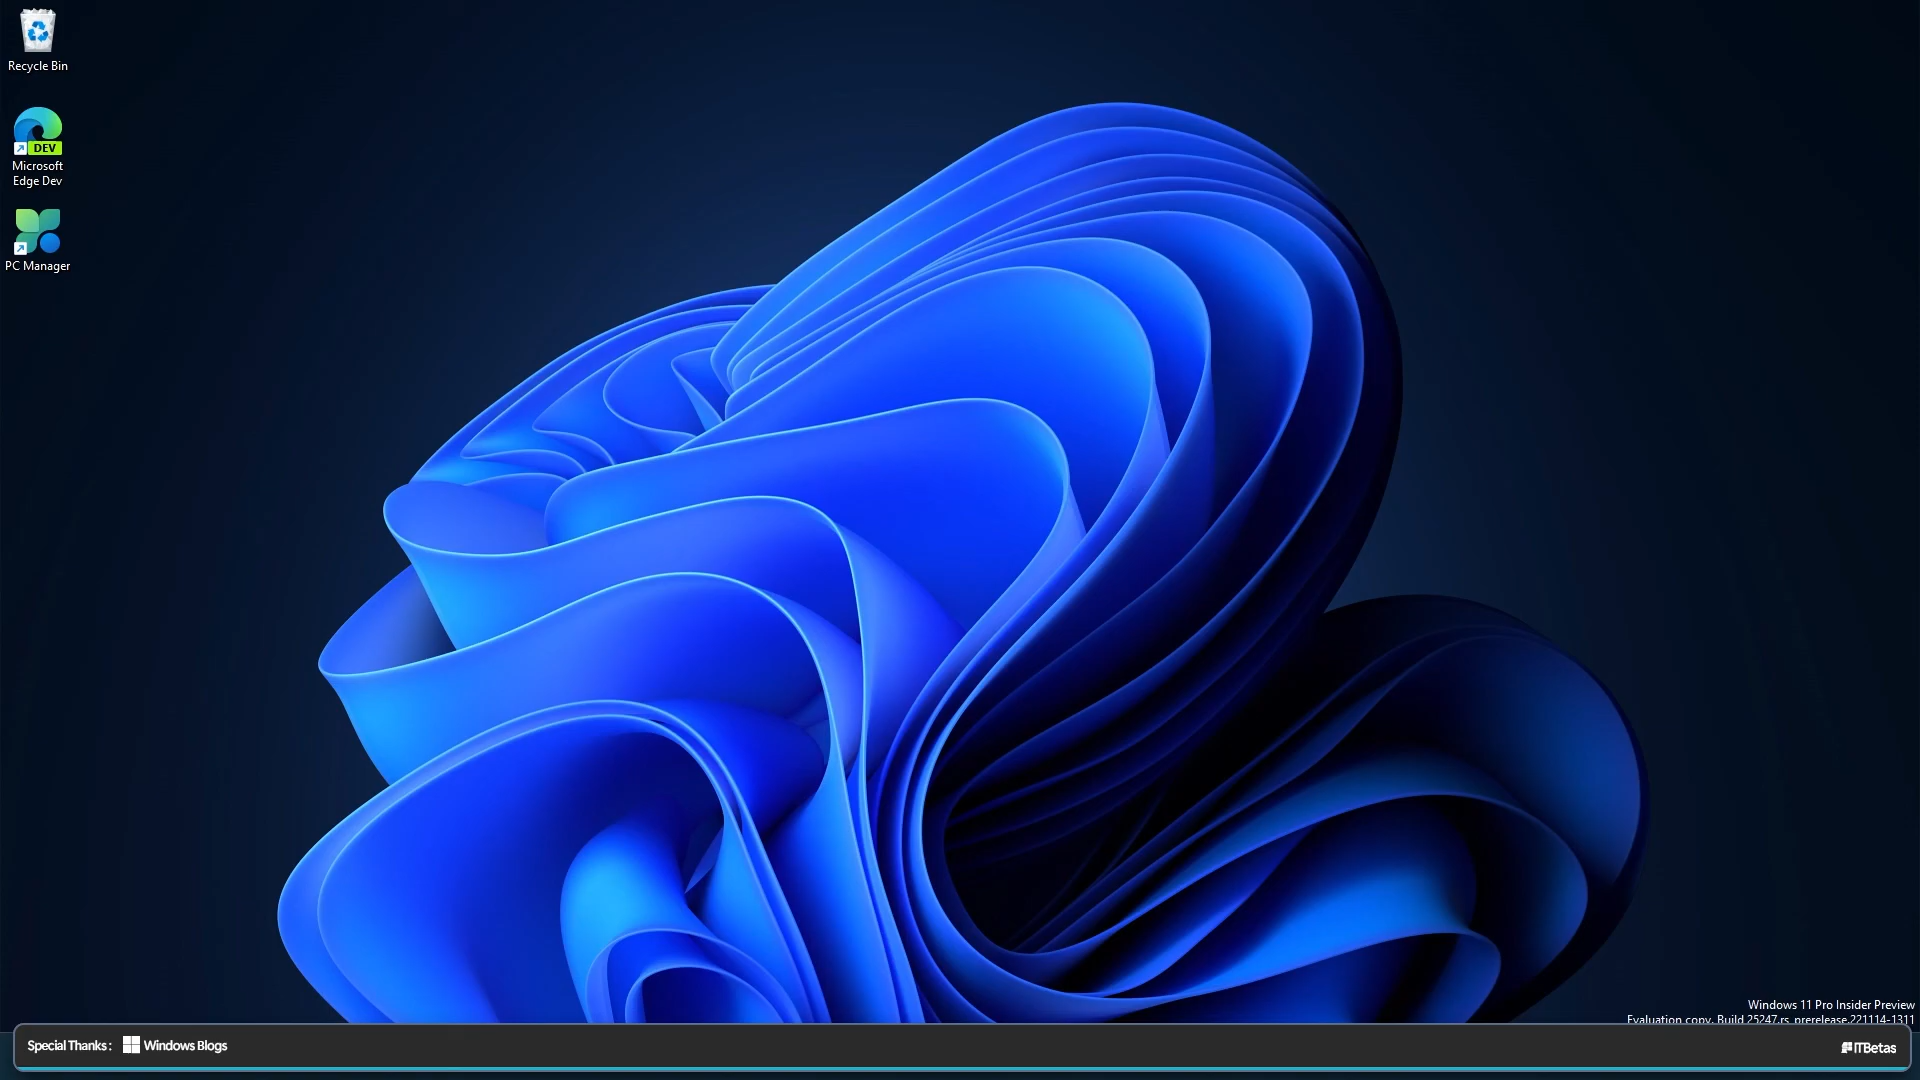 Recycle Bin
DEV
Microsoft
Edge Dev
PC Manager
Windows 11 Pro Insider Preview
Evaluation copy. Build 25247.rs_prerelease.221114-1311
Special Thanks : Windows Blogs
ITBetas